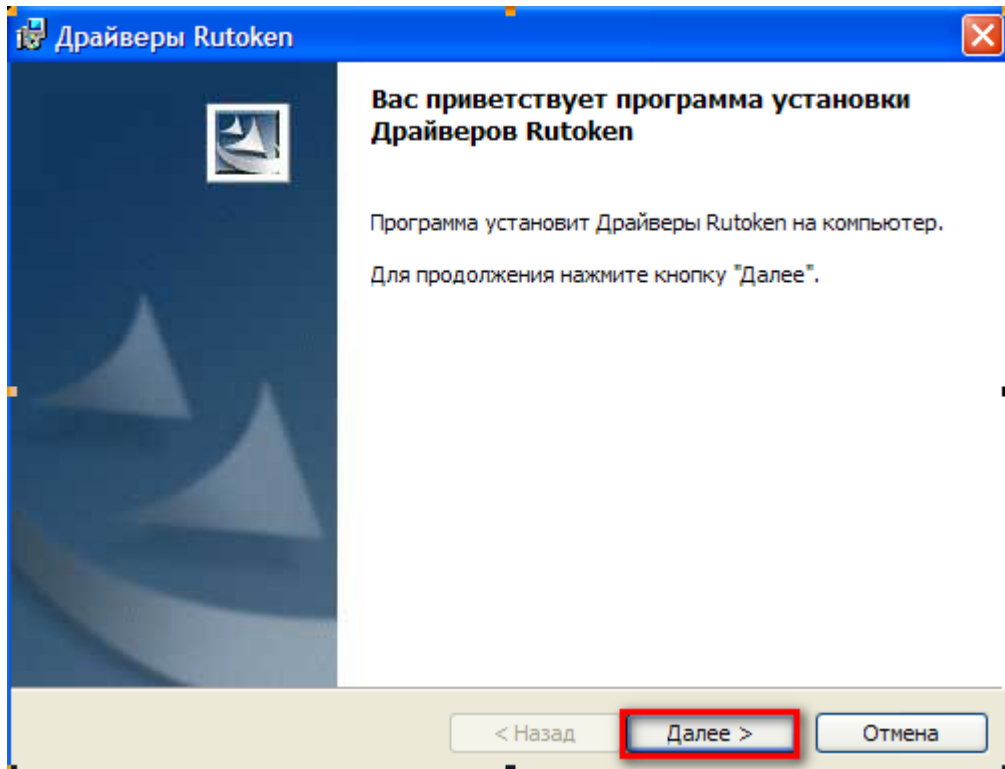 Драйверы Rutoken
Вас приветствует программа установки
Драйверов Rutoken
Программа установит Драйверы Rutoken на компьютер.
Для продолжения нажмите кнопку "Далее".
< Назад
Далее >
Отмена